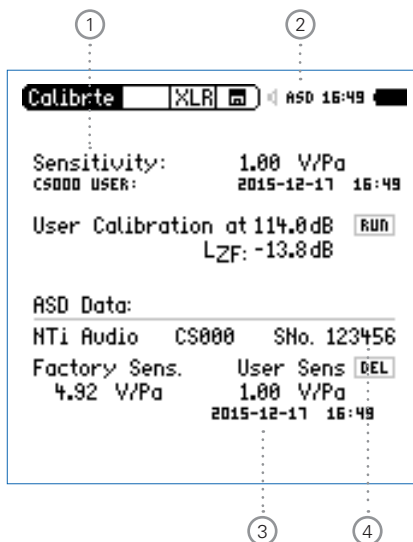 1 2
Calibrte XLR ASD 16:49
Sensitivity: 1.00 V/Pa
CS000 USER: 2015-12-17 16:49
User Calibration at 114.0dB RUN
LZF: -13.8dB
ASD Data:
NTi Audio CS000 SNo. 123456
Factory Sens. User Sens DEL
4.92 V/Pa 1.00 V/Pa
2015-12-17 16:49
3 4